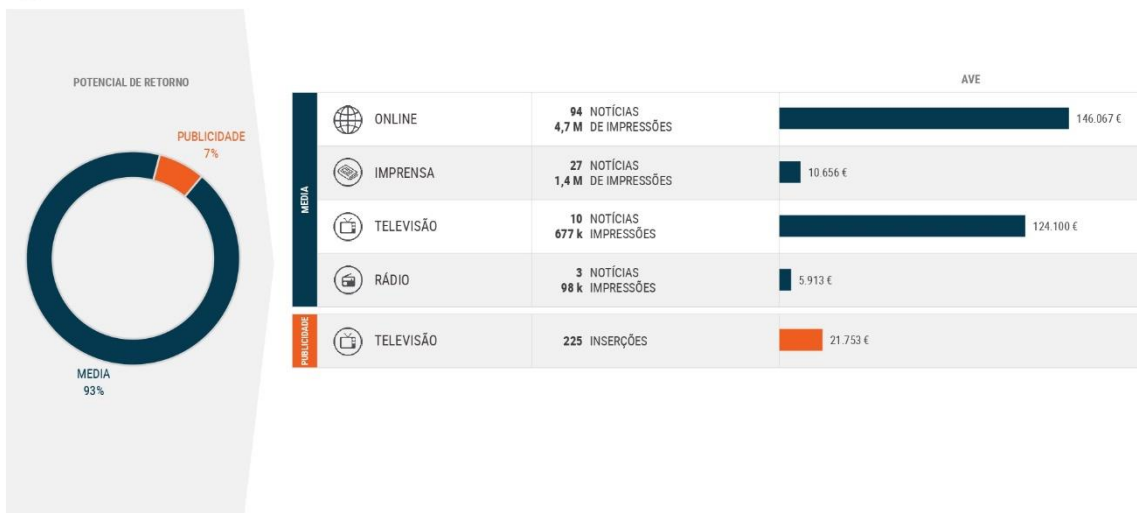 POTENCIAL DE RETORNO
PUBLICIDADE
7%
MEDIA
93%
AVE
MEDIA
ONLINE
94 NOTÍCIAS
4,7 M DE IMPRESSÕES
146.067 €
IMPRENSA
27 NOTÍCIAS
1,4 M DE IMPRESSÕES
10.656 €
TELEVISÃO
10 NOTÍCIAS
677 k IMPRESSÕES
124.100 €
RÁDIO
3 NOTÍCIAS
98 k IMPRESSÕES
5.913 €
PUBLICIDADE
TELEVISÃO
225 INSERÇÕES
21.753 €